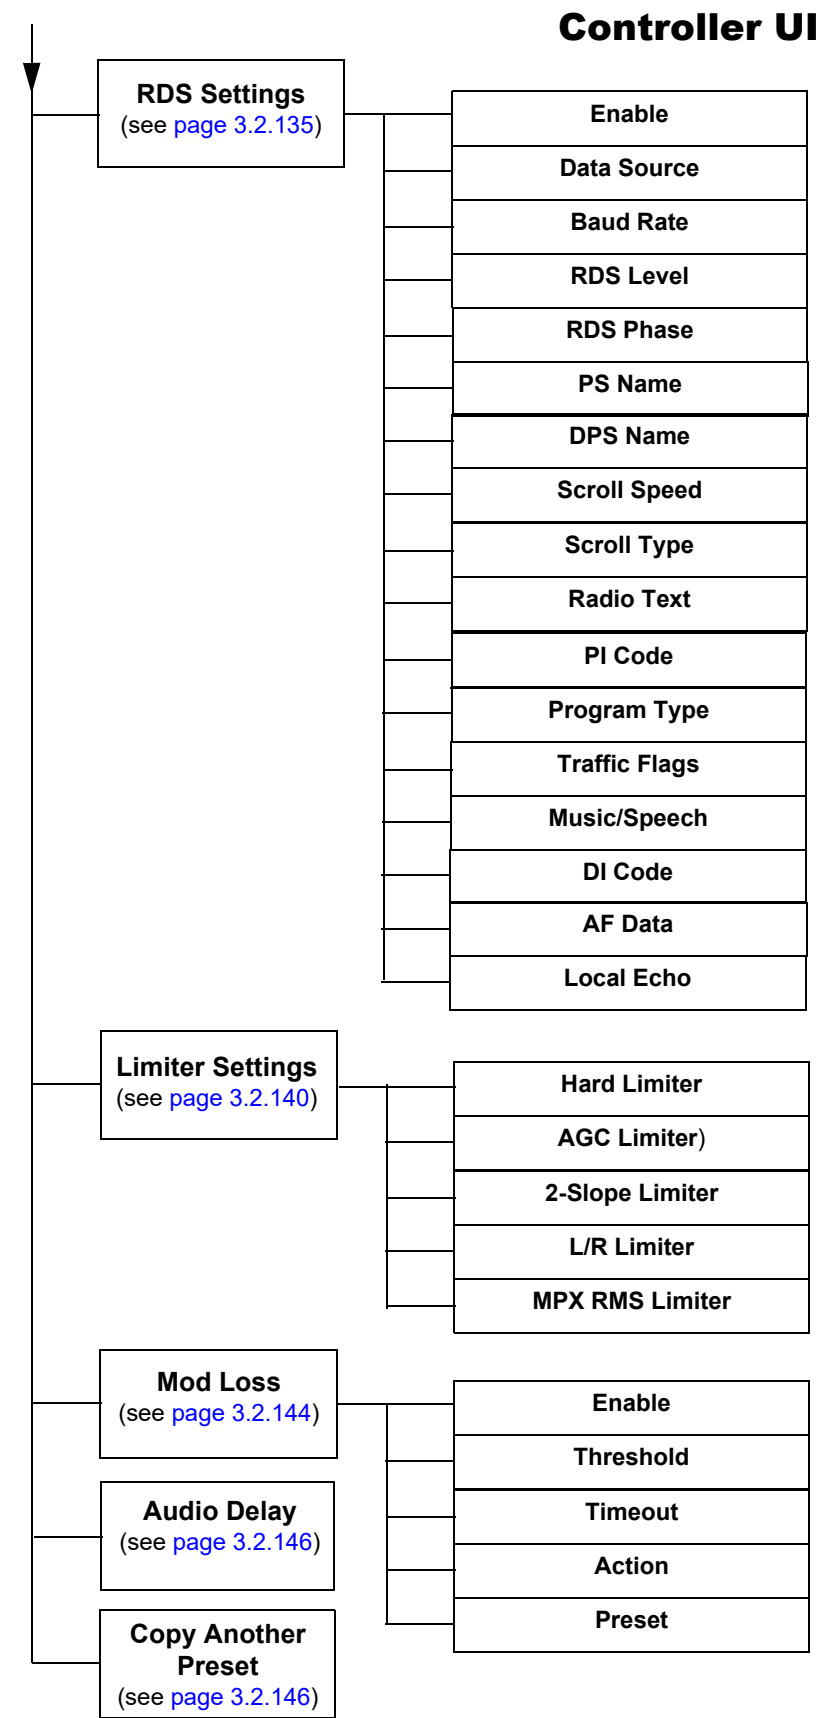 Controller UI
RDS Settings
(see page 3.2.135)
Enable
Data Source
Baud Rate
RDS Level
RDS Phase
PS Name
DPS Name
Scroll Speed
Scroll Type
Radio Text
PI Code
Program Type
Traffic Flags
Music/Speech
DI Code
AF Data
Local Echo
Limiter Settings
(see page 3.2.140)
Hard Limiter
AGC Limiter)
2-Slope Limiter
L/R Limiter
MPX RMS Limiter
Mod Loss
(see page 3.2.144)
Enable
Threshold
Timeout
Action
Preset
Audio Delay
(see page 3.2.146)
Copy Another
Preset
(see page 3.2.146)